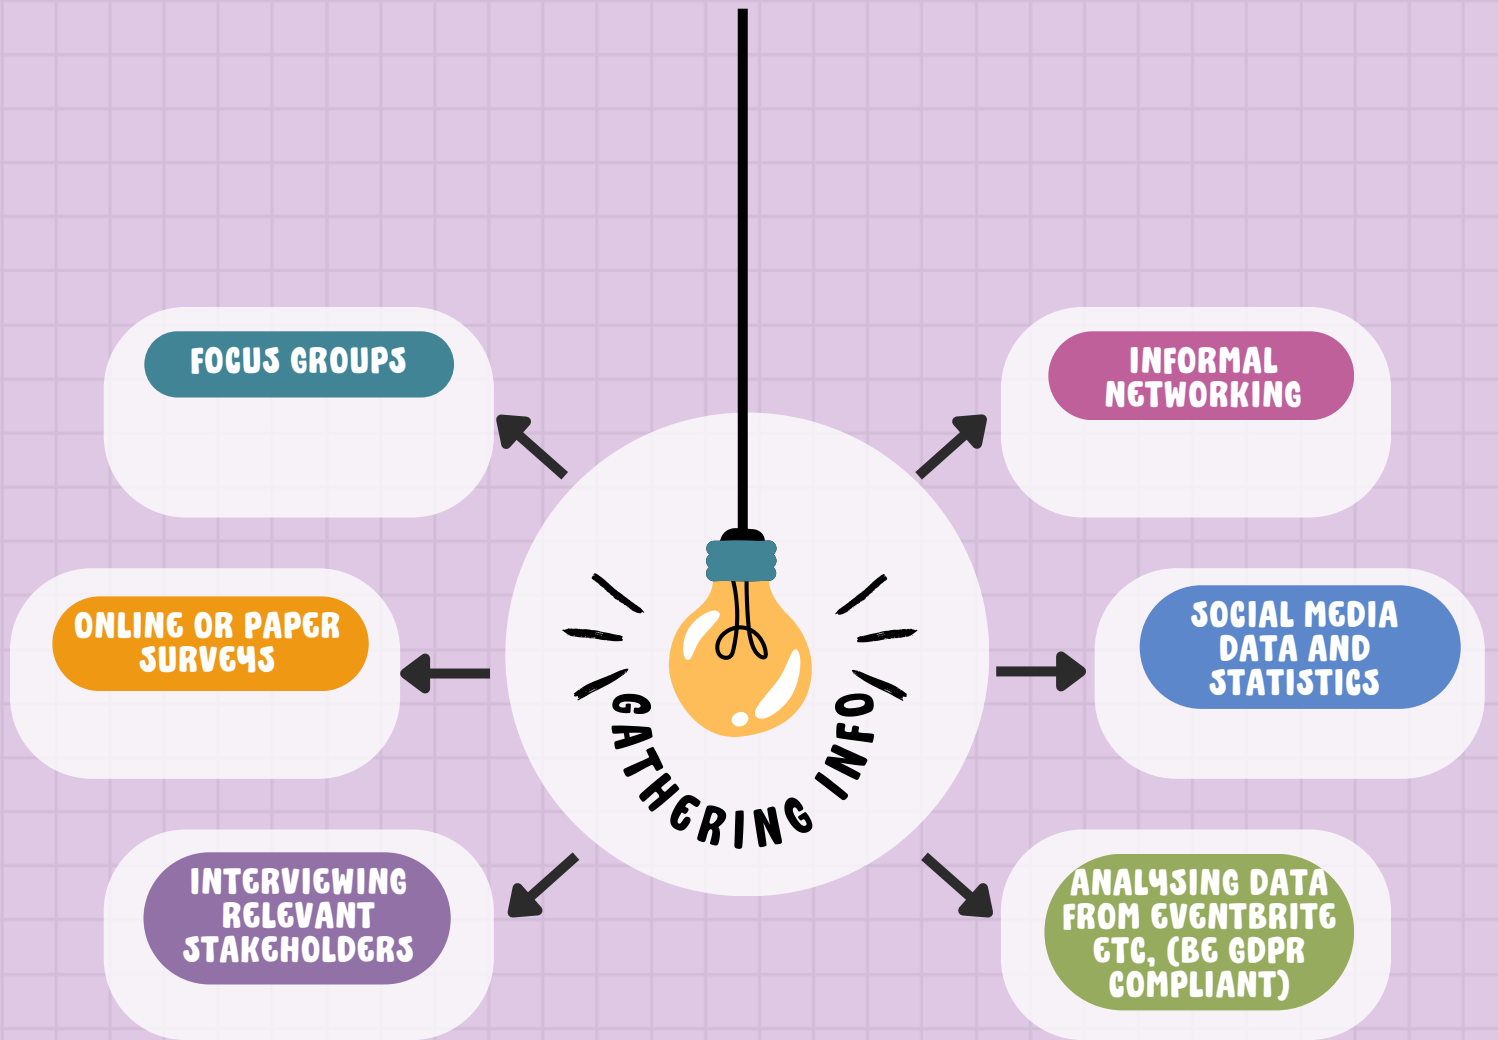 FOCUS GROUPS
INFORMAL
NETWORKING
ONLINE OR PAPER
SURVEYS
SOCIAL MEDIA
DATA AND
STATISTICS
GATHERING INFO
INTERVIEWING
RELEVANT
STAKEHOLDERS
ANALYSING DATA
FROM EVENTBRITE
ETC, (BE GDPR
COMPLIANT)